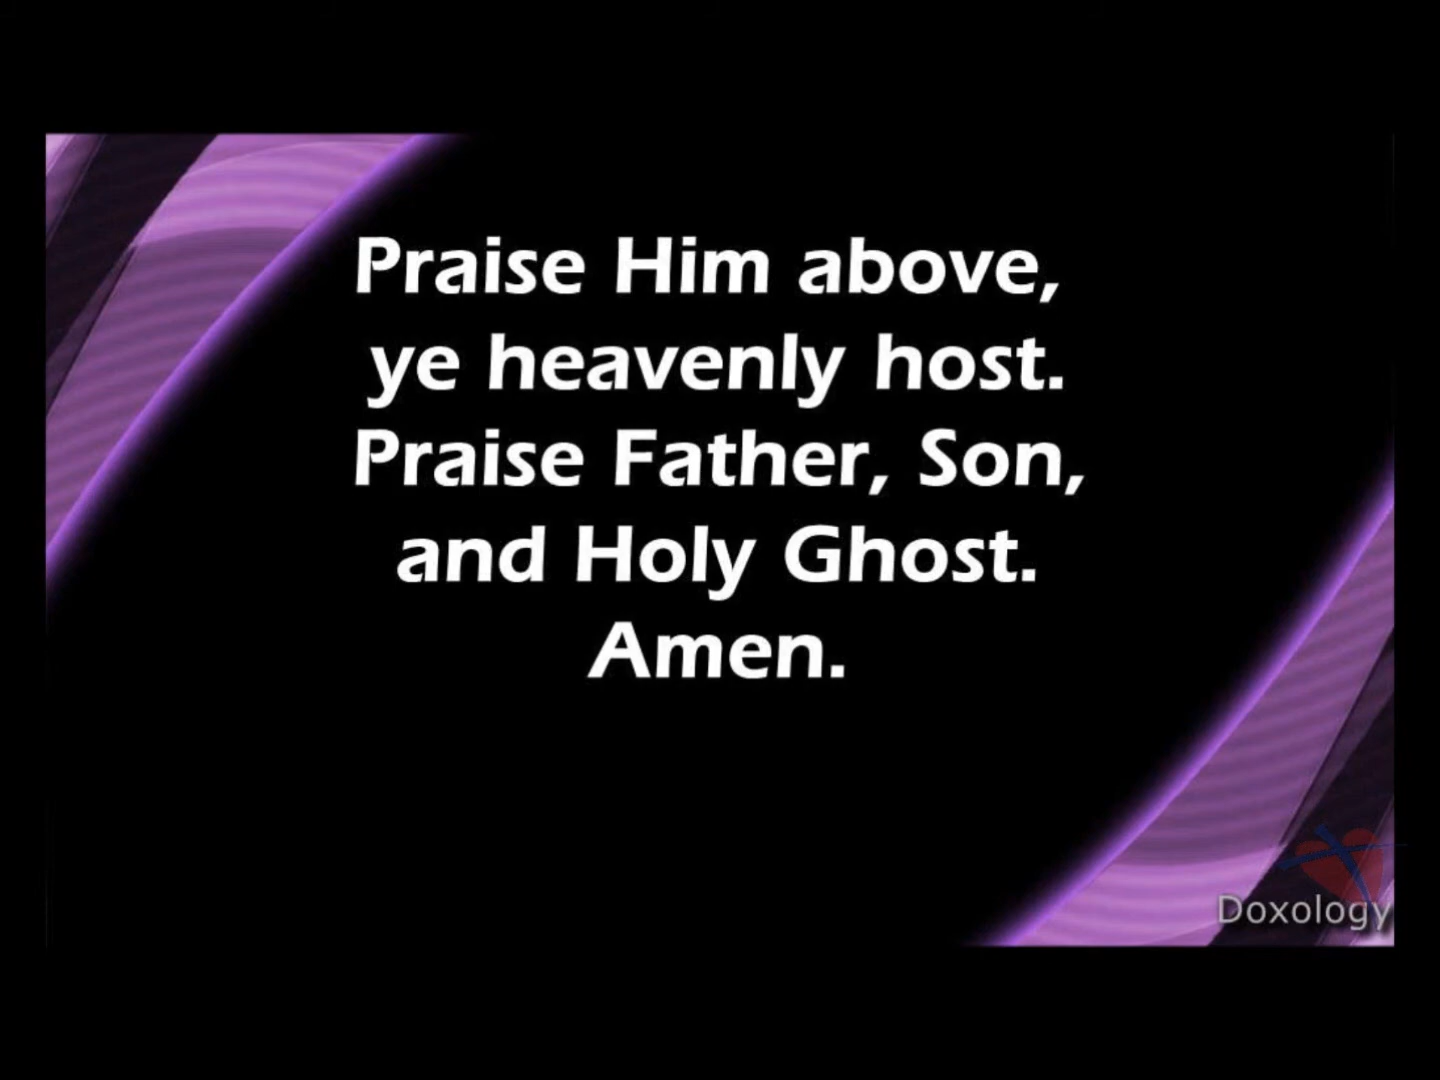 Praise Him above,
ye heavenly host.
Praise Father, Son,
and Holy Ghost.
Amen.
Doxology